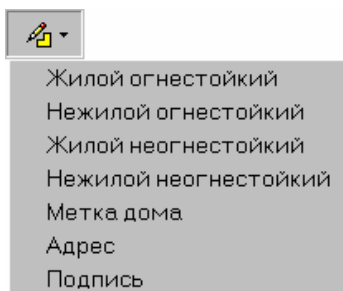 Жилой огнестойкий
Нежилой огнестойкий
Жилой неогнестойкий
Нежилой неогнестойкий
Метка дома
Адрес
Подпись